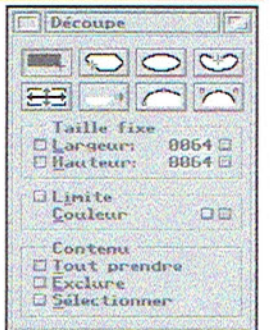 Découpe
Taille fixe
Largeur: 0064
Hauteur: 0064
Limite
Couleur
Contenu
Tout prendre
Exclure
Sélectionner